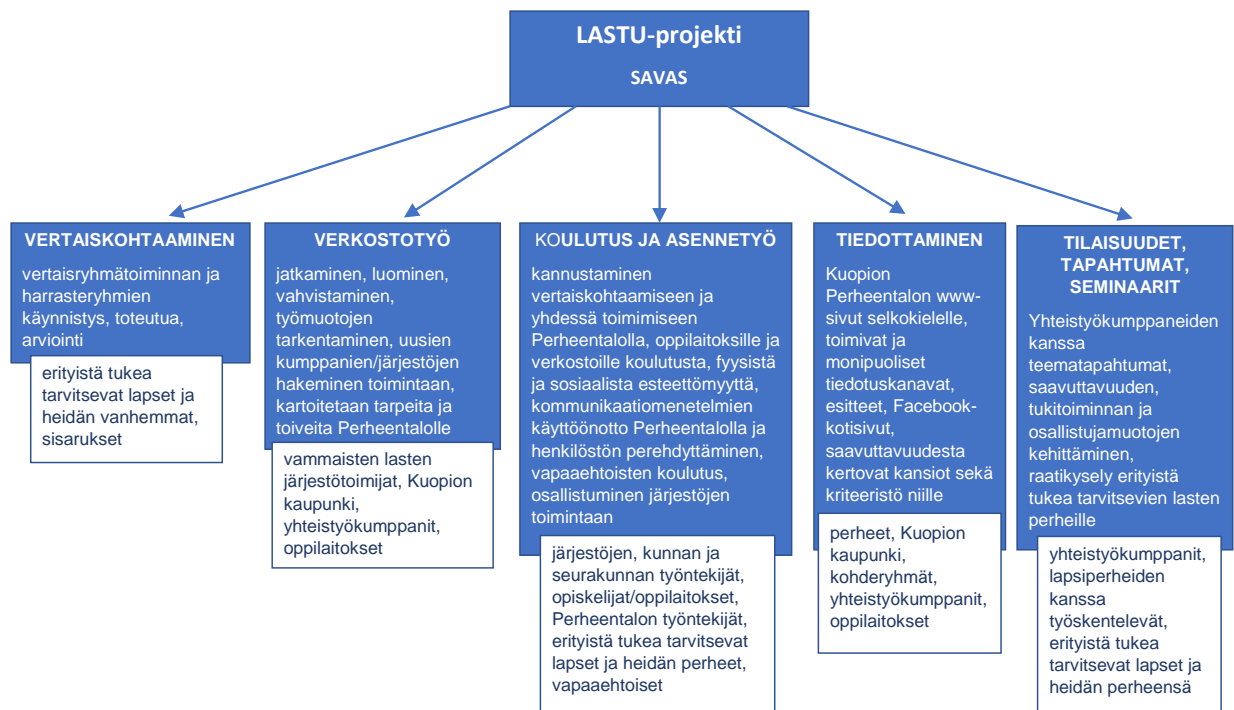 LASTU-projekti
SAVAS
VERTAISKOHTAAMINEN
vertaisryhmätoiminnan ja
harrasteryhmien
käynnistys, toteutua,
arviointi
erityistä tukea
tarvitsevat lapset ja
heidän vanhemmat,
sisarukset
VERKOSTOTYÖ
jatkaminen, luominen,
vahvistaminen,
työmuotojen
tarkentaminen, uusien
kumppanien/järjestöjen
hakeminen toimintaan,
kartoitetaan tarpeita ja
toiveita Perheentalolle
vammaisten lasten
järjestötoimijat, Kuopion
kaupunki,
yhteistyökumppanit,
oppilaitokset
KOULUTUS JA ASENNETYÖ
kannustaminen
vertaiskohtaamiseen ja
yhdessä toimimiseen
Perheentalolla, oppilaitoksille ja
verkostoille koulutusta, fyysistä
ja sosiaalista esteettömyyttä,
kommunikaatiomenetelmien
käyttöönotto Perheentalolla ja
henkilöstön perehdyttäminen,
vapaaehtoisten koulutus,
osallistuminen järjestöjen
toimintaan
järjestöjen, kunnan ja
seurakunnan työntekijät,
opiskelijat/oppilaitokset,
Perheentalon työntekijät,
erityistä tukea tarvitsevat
lapset ja heidän perheet,
vapaaehtoiset
TIEDOTTAMINEN
Kuopion
Perheentalon www-
sivut selkokielelle,
toimivat ja
monipuoliset
tiedotuskanavat,
esitteet, Facebook-
kotisivut,
saavuttavuudesta
kertovat kansiot sekä
kriteeristö niille
perheet, Kuopion
kaupunki,
kohderyhmät,
yhteistyökumppanit,
oppilaitokset
TILAISUUDET,
TAPAHTUMAT,
SEMINAARIT
Yhteistyökumppaneiden
kanssa
teematapahtumat,
saavuttavuuden,
tukitoiminnan ja
osallistujamuotojen
kehittäminen,
raatikysely erityistä
tukea tarvitsevien lasten
perheille
yhteistyökumppanit,
lapsiperheiden
kanssa
työskentelevät,
erityistä tukea
tarvitsevat lapset ja
heidän perheensä